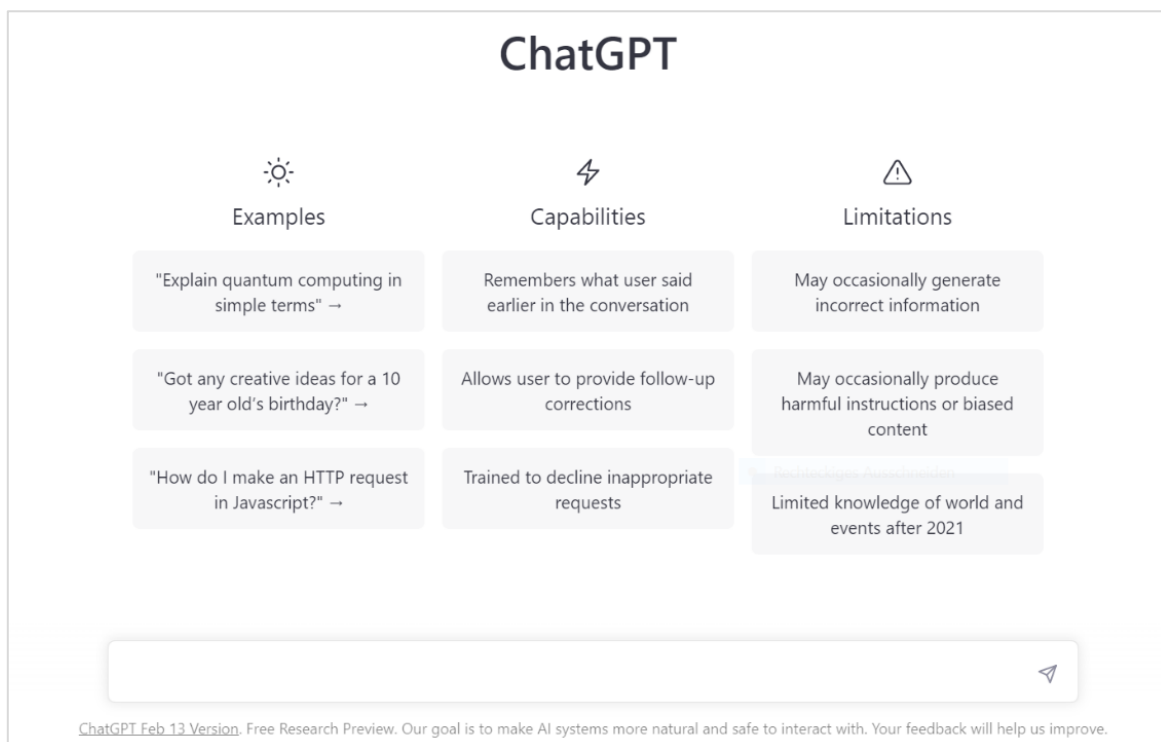 ChatGPT
Examples
"Explain quantum computing in
simple terms" →
"Got any creative ideas for a 10
year old's birthday?" →
"How do I make an HTTP request
in Javascript?" →
Capabilities
Remembers what user said
earlier in the conversation
Allows user to provide follow-up
corrections
Trained to decline inappropriate
requests
Limitations
May occasionally generate
incorrect information
May occasionally produce
harmful instructions or biased
content
Rechteckiges Ausschneiden
Limited knowledge of world and
events after 2021
ChatGPT Feb 13 Version. Free Research Preview. Our goal is to make AI systems more natural and safe to interact with. Your feedback will help us improve.